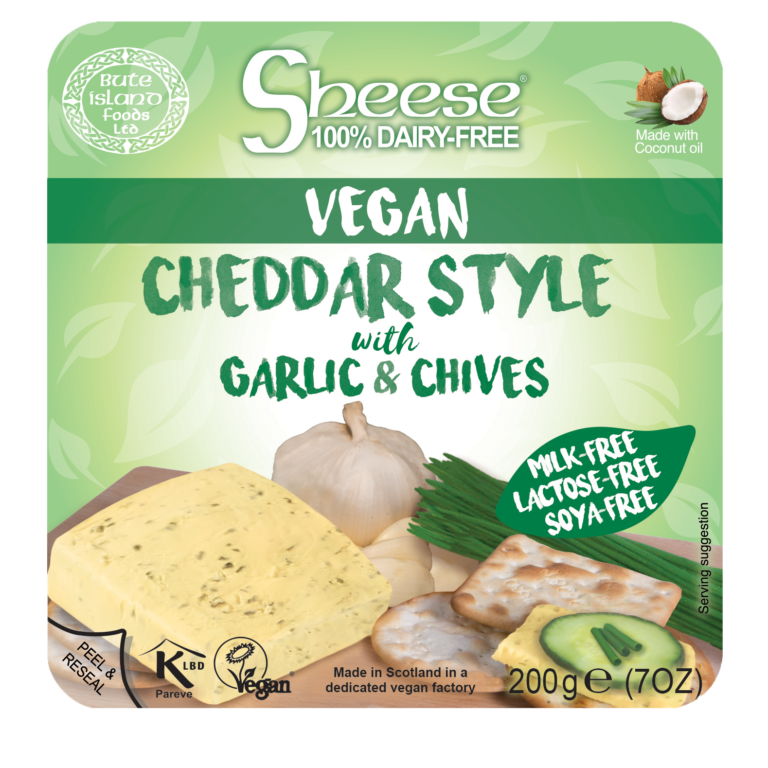 Bute
island
Foods
Ltd
Sheese®
100% DAIRY-FREE
Made with
Coconut oil
VEGAN
CHEDDAR STYLE
with
GARLIC & CHIVES
MILK-FREE
LACTOSE-FREE
SOYA-FREE
Serving suggestion
PEEL &
RESEAL
K LBD
Pareve
Vegan
Made in Scotland in a
dedicated vegan factory
200g℮ (7OZ)